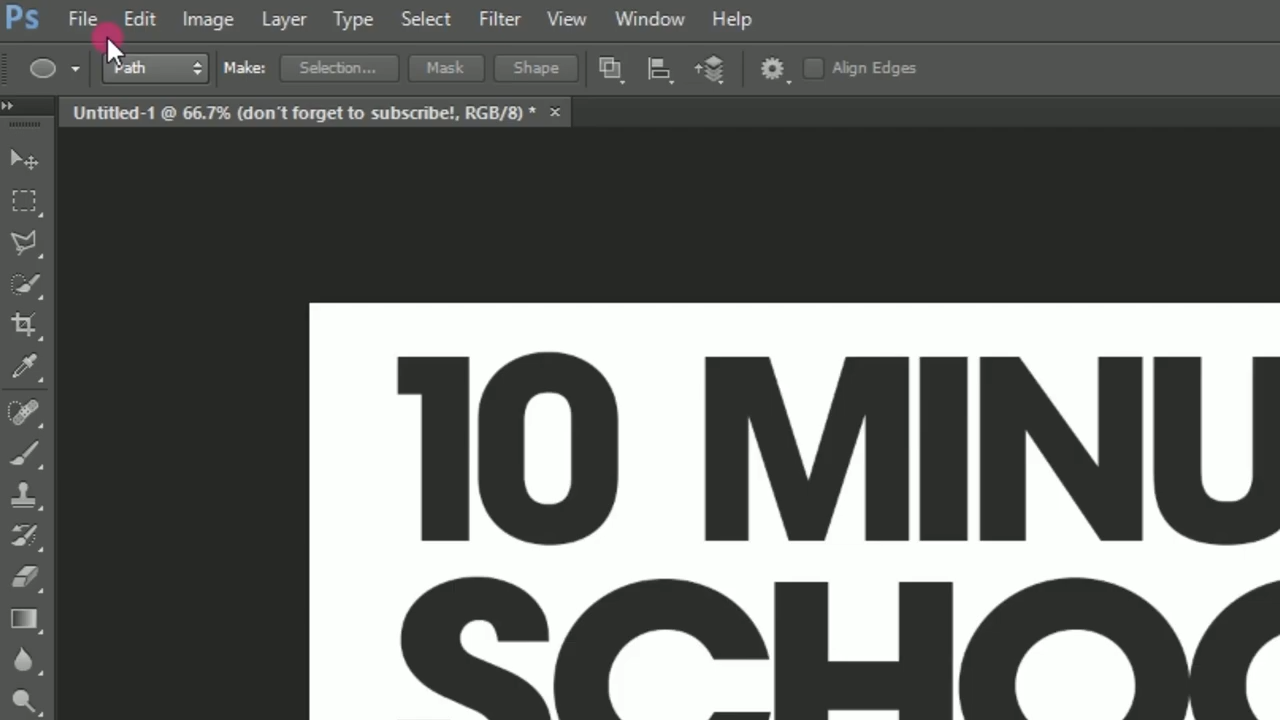 Ps File Edit Image Layer Type Select Filter View Window Help
Path Make: Selection... Mask Shape Align Edges
Untitled-1 @ 66.7% (don't forget to subscribe!, RGB/8) * ×
10 MINU
SCHOO